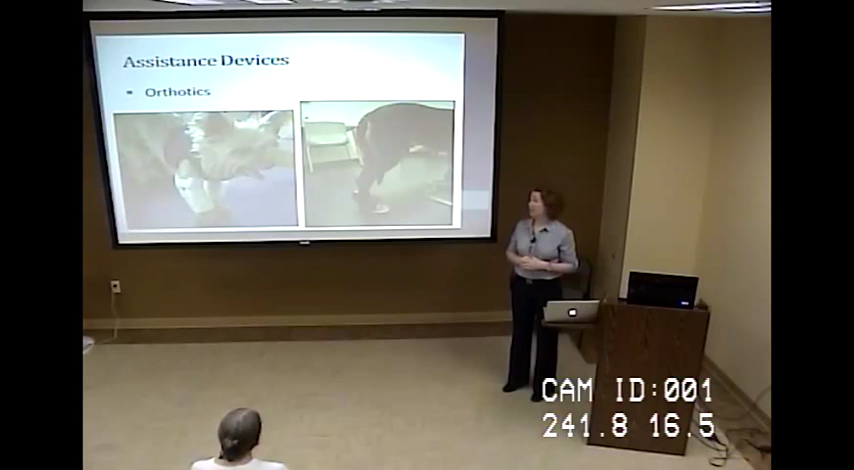 Assistance Devices
▪ Orthotics
CAM ID:001
241.8 16.5